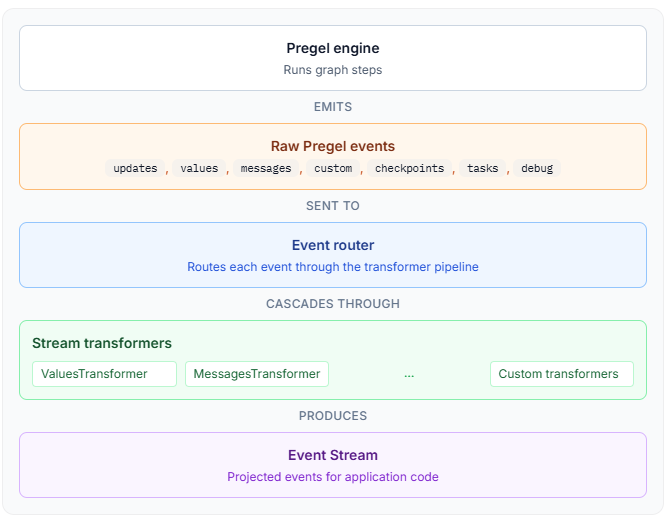 Pregel engine
Runs graph steps
EMITS
Raw Pregel events
updates , values , messages , custom , checkpoints , tasks , debug
SENT TO
Event router
Routes each event through the transformer pipeline
CASCADES THROUGH
Stream transformers
ValuesTransformer MessagesTransformer ... Custom transformers
PRODUCES
Event Stream
Projected events for application code